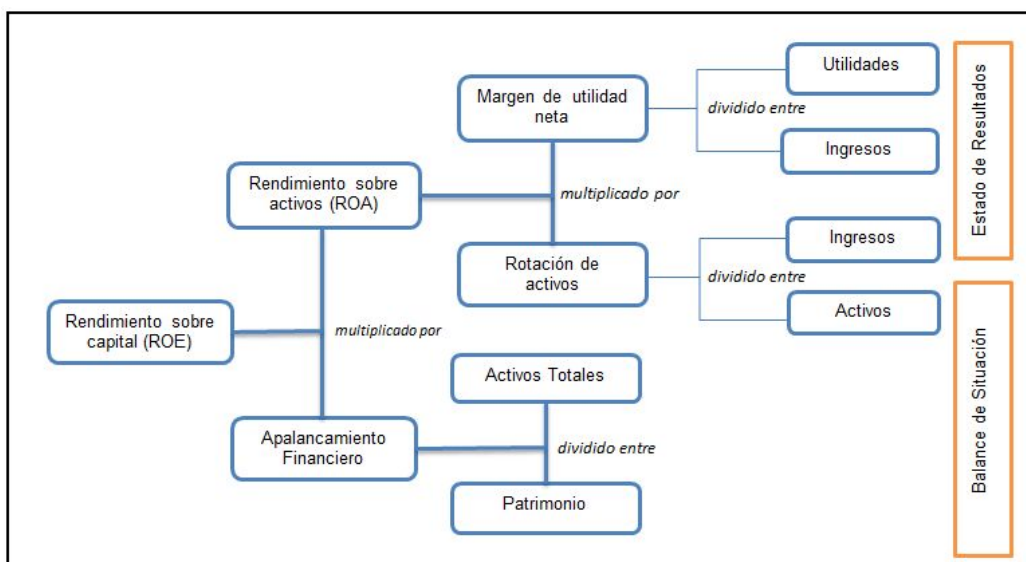 Utilidades
Margen de utilidad
neta
dividido entre
Ingresos
Rendimiento sobre
activos (ROA)
multiplicado por
Ingresos
Rotación de
activos
dividido entre
Activos
Rendimiento sobre
capital (ROE)
multiplicado por
Activos Totales
Apalancamiento
Financiero
dividido entre
Patrimonio
Estado de Resultados
Balance de Situación